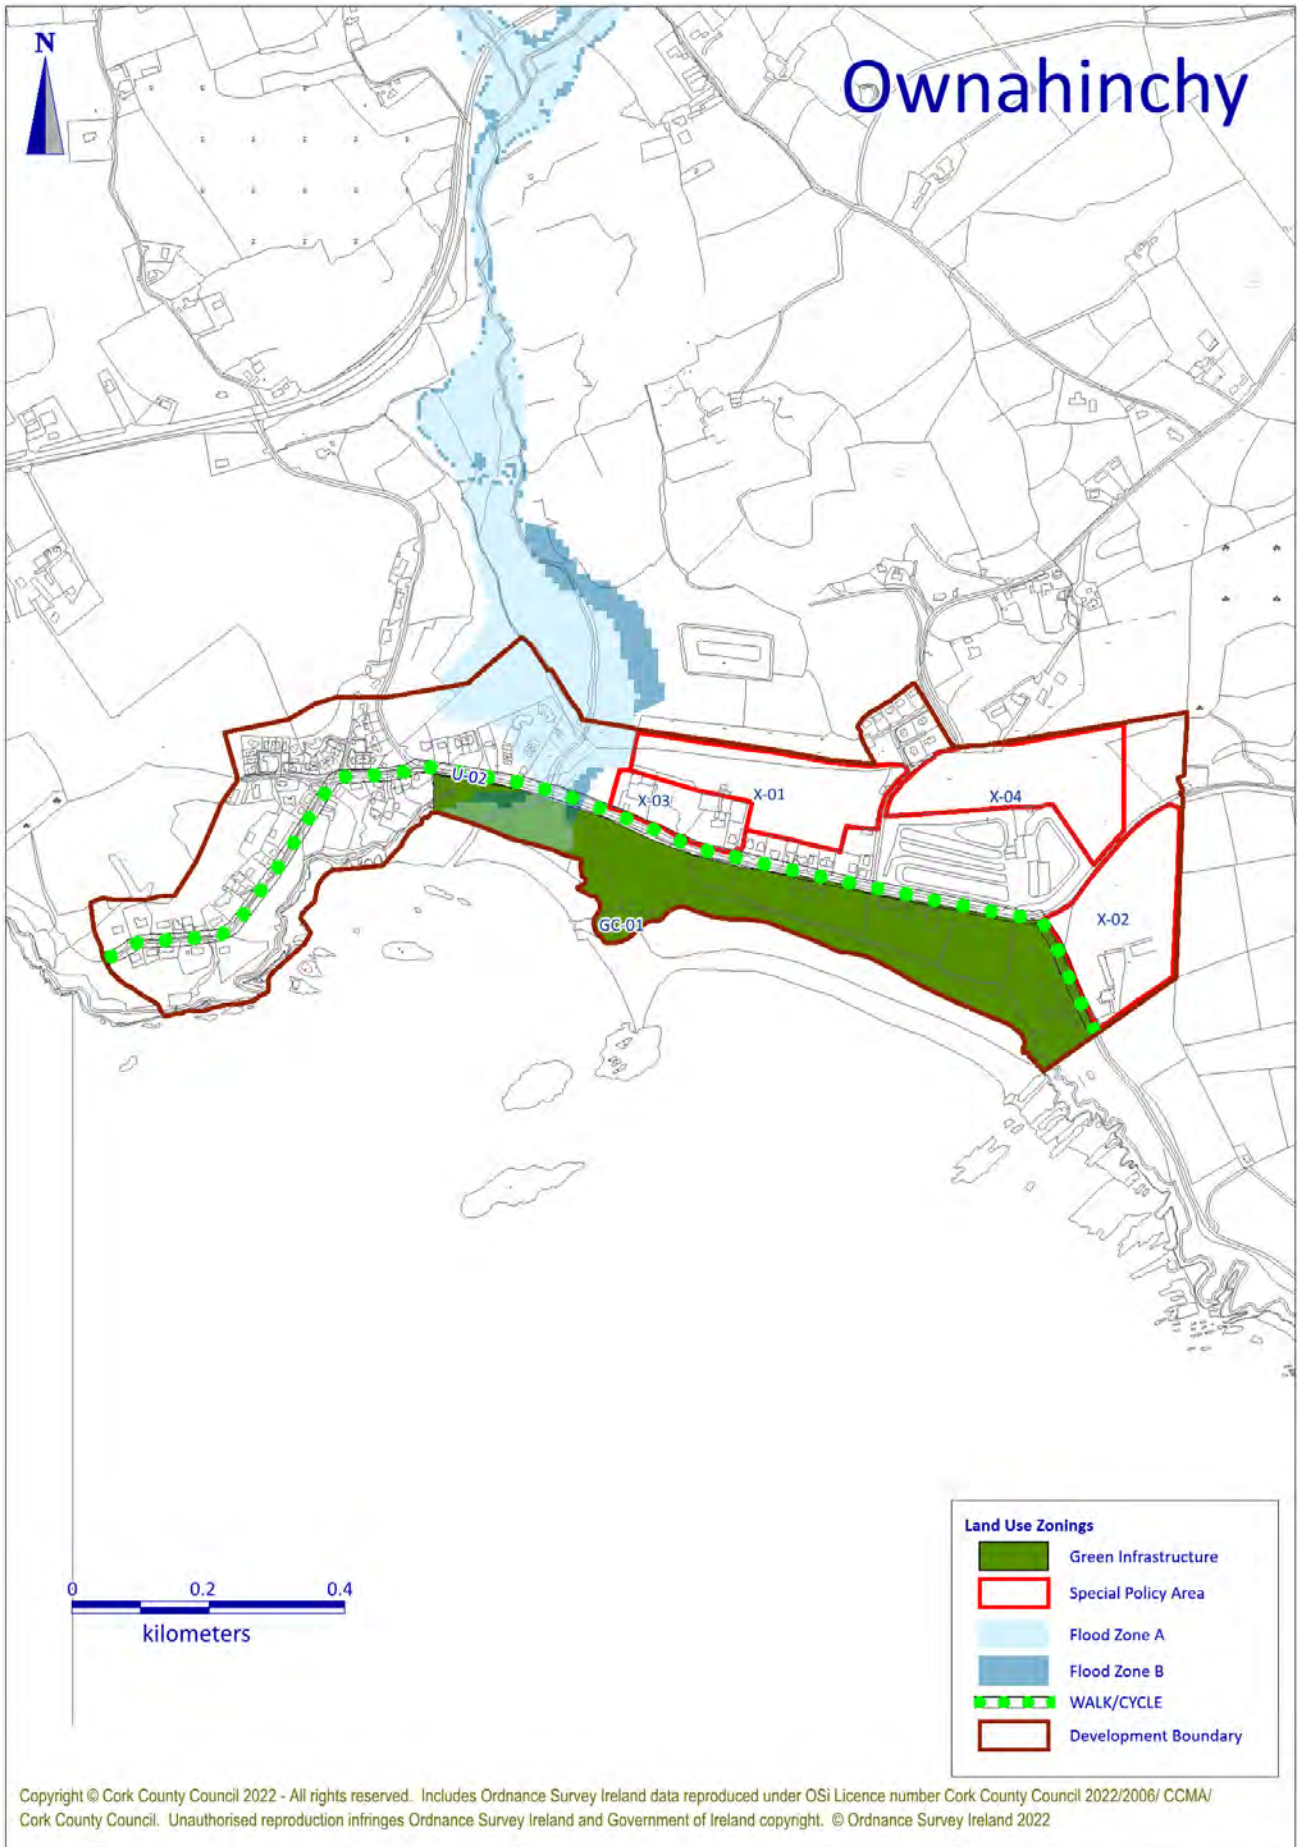 N
Ownahinchy
U-02
X-03
X-01
X-04
X-02
GC-01
Land Use Zonings
Green Infrastructure
Special Policy Area
Flood Zone A
Flood Zone B
WALK/CYCLE
Development Boundary
0 0.2 0.4
kilometers
Copyright © Cork County Council 2022 - All rights reserved. Includes Ordnance Survey Ireland data reproduced under OSi Licence number Cork County Council 2022/2006/ CCMA/
Cork County Council. Unauthorised reproduction infringes Ordnance Survey Ireland and Government of Ireland copyright. © Ordnance Survey Ireland 2022